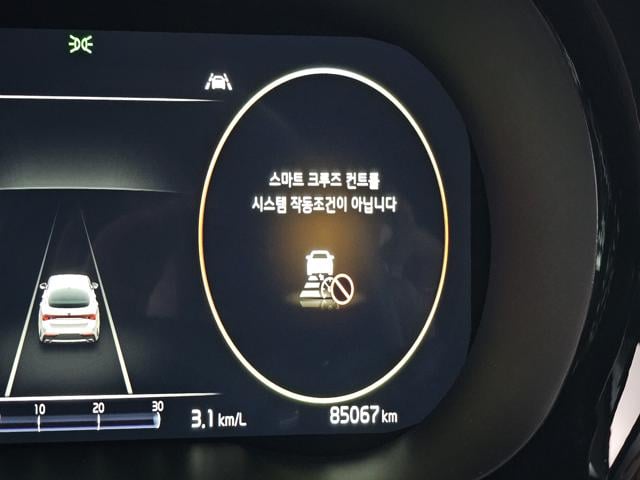 스마트 크루즈 컨트롤
시스템 작동조건이 아닙니다
10 20 30
3.1 km/L
85067 km